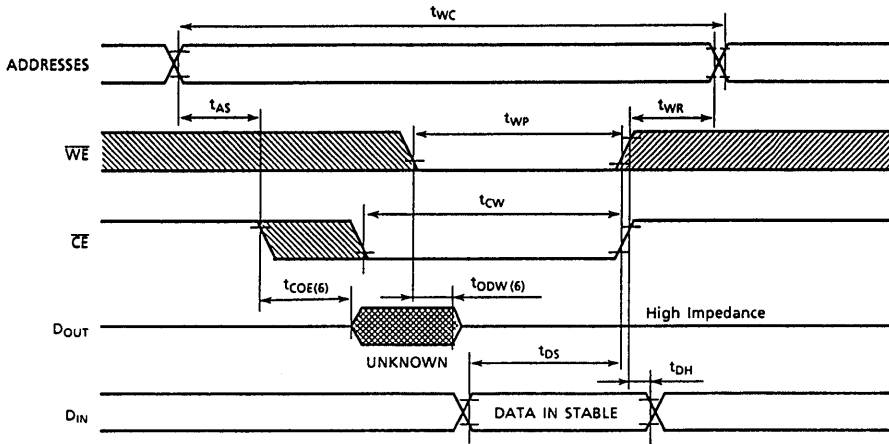 tWC
ADDRESSES
tAS
tWP
tWR
WE
tCW
CE
tCOE(6)
tODW (6)
DOUT
High Impedance
UNKNOWN
tDS
tDH
DIN
DATA IN STABLE